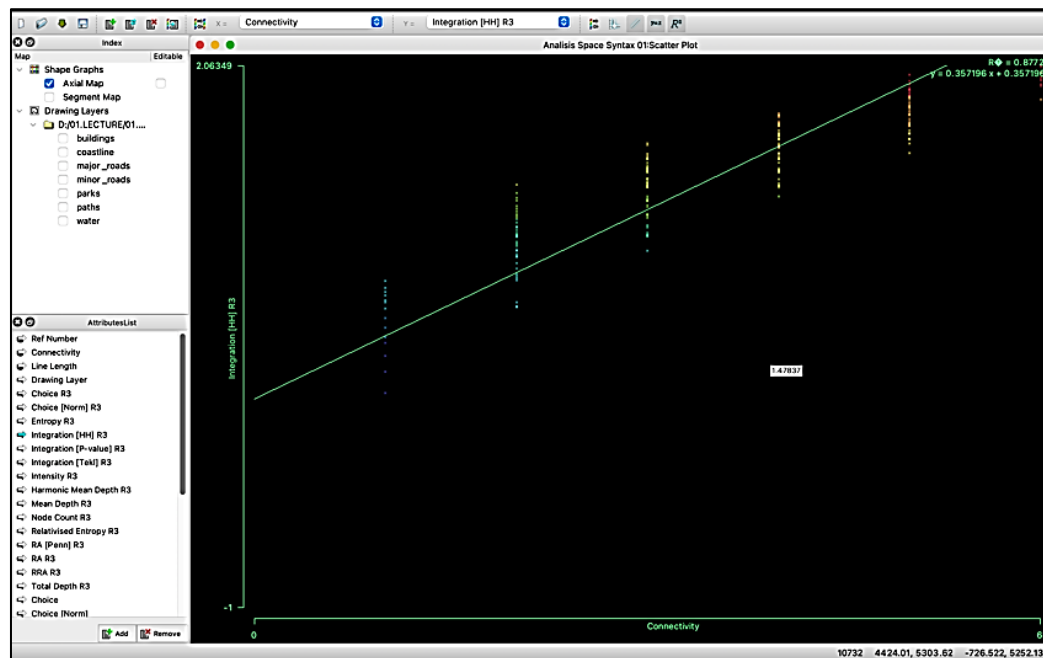 X = Connectivity Y = Integration [HH] R3 y=x R²
Index
Map Editable
Shape Graphs
Axial Map
Segment Map
Drawing Layers
D:/01.LECTURE/01....
buildings
coastline
major_roads
minor_roads
parks
paths
water
AttributesList
Ref Number
Connectivity
Line Length
Drawing Layer
Choice R3
Choice [Norm] R3
Entropy R3
Integration [HH] R3
Integration [P-value] R3
Integration [Tekl] R3
Intensity R3
Harmonic Mean Depth R3
Mean Depth R3
Node Count R3
Relativised Entropy R3
RA [Penn] R3
RA R3
RRA R3
Total Depth R3
Choice
Choice [Norm]
Add Remove
Analisis Space Syntax 01:Scatter Plot
2.06349
R� = 0.8772
y = 0.357196 x + 0.357196
Integration [HH] R3
1.47837
-1
Connectivity
0 6
10732 4424.01, 5303.62 -726.522, 5252.13